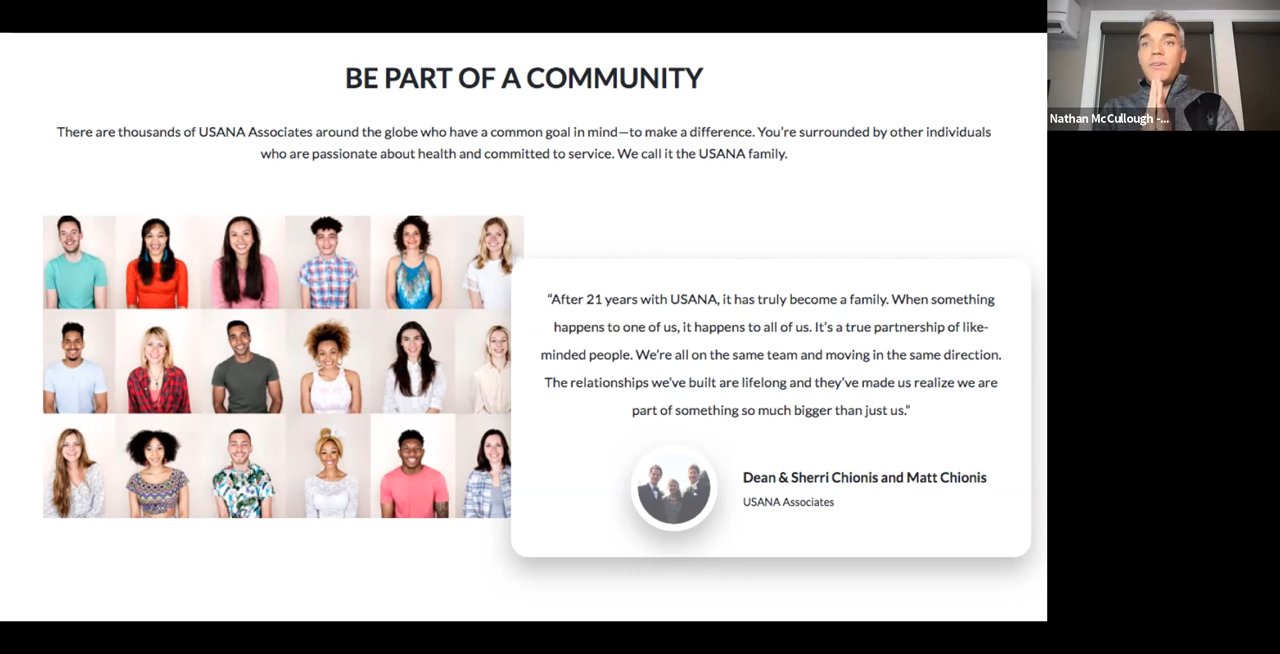 BE PART OF A COMMUNITY
There are thousands of USANA Associates around the globe who have a common goal in mind—to make a difference. You're surrounded by other individuals
who are passionate about health and committed to service. We call it the USANA family.
“After 21 years with USANA, it has truly become a family. When something
happens to one of us, it happens to all of us. It’s a true partnership of like-
minded people. We’re all on the same team and moving in the same direction.
The relationships we’ve built are lifelong and they’ve made us realize we are
part of something so much bigger than just us.”
Dean & Sherri Chionis and Matt Chionis
USANA Associates
Nathan McCullough -...